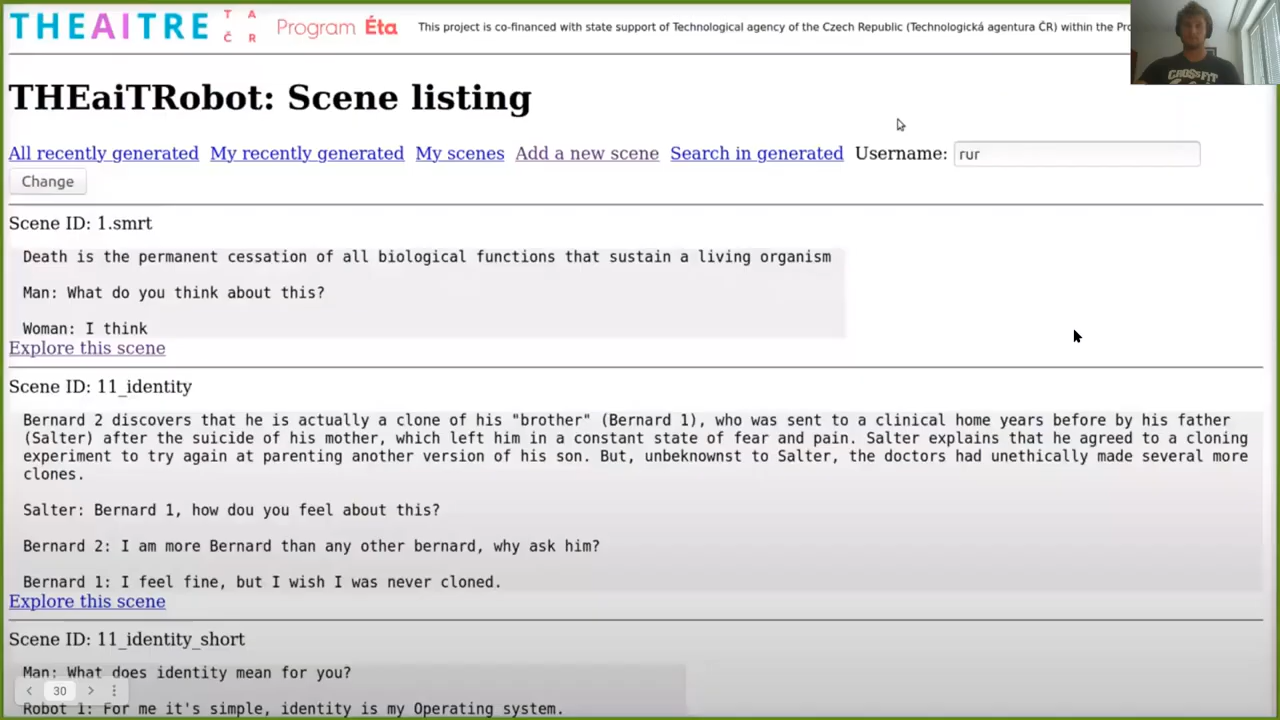 THEAITRE
T A
Č R
Program Éta
This project is co-financed with state support of Technological agency of the Czech Republic (Technologická agentura ČR) within the
THEaiTRobot: Scene listing
All recently generated My recently generated My scenes Add a new scene Search in generated Username: rur
Change
Scene ID: 1.smrt
Death is the permanent cessation of all biological functions that sustain a living organism
Man: What do you think about this?
Woman: I think
Explore this scene
Scene ID: 11_identity
Bernard 2 discovers that he is actually a clone of his "brother" (Bernard 1), who was sent to a clinical home years before by his father
(Salter) after the suicide of his mother, which left him in a constant state of fear and pain. Salter explains that he agreed to a cloning
experiment to try again at parenting another version of his son. But, unbeknownst to Salter, the doctors had unethically made several more
clones.
Salter: Bernard 1, how dou you feel about this?
Bernard 2: I am more Bernard than any other bernard, why ask him?
Bernard 1: I feel fine, but I wish I was never cloned.
Explore this scene
Scene ID: 11_identity_short
Man: What does identity mean for you?
30
Robot 1: For me it's simple, identity is my Operating system.
CROSSFIT